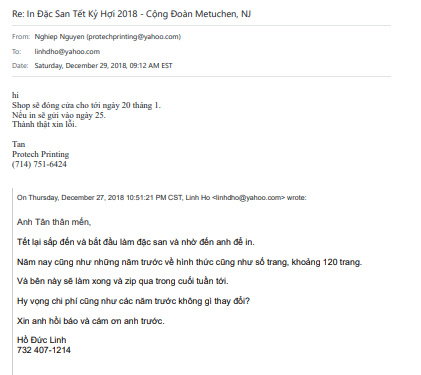 Re: In Đặc San Tết Kỷ Hợi 2018 - Cộng Đoàn Metuchen, NJ
From: Nghiep Nguyen (protechprinting@yahoo.com)
To: linhdho@yahoo.com
Date: Saturday, December 29, 2018, 09:12 AM EST
hi
Shop sẽ đóng cửa cho tới ngày 20 tháng 1.
Nếu in sẽ gửi vào ngày 25.
Thành thật xin lỗi.
Tan
Protech Printing
(714) 751-6424
On Thursday, December 27, 2018 10:51:21 PM CST, Linh Ho <linhdho@yahoo.com> wrote:
Anh Tân thân mến,
Tết lại sắp đến và bắt đầu làm đặc san và nhờ đến anh để in.
Năm nay cũng như những năm trước về hình thức cũng như số trang, khoảng 120 trang.
Và bên này sẽ làm xong và zip qua trong cuối tuần tới.
Hy vọng chi phí cũng như các năm trước không gì thay đổi?
Xin anh hồi báo và cám ơn anh trước.
Hồ Đức Linh
732 407-1214